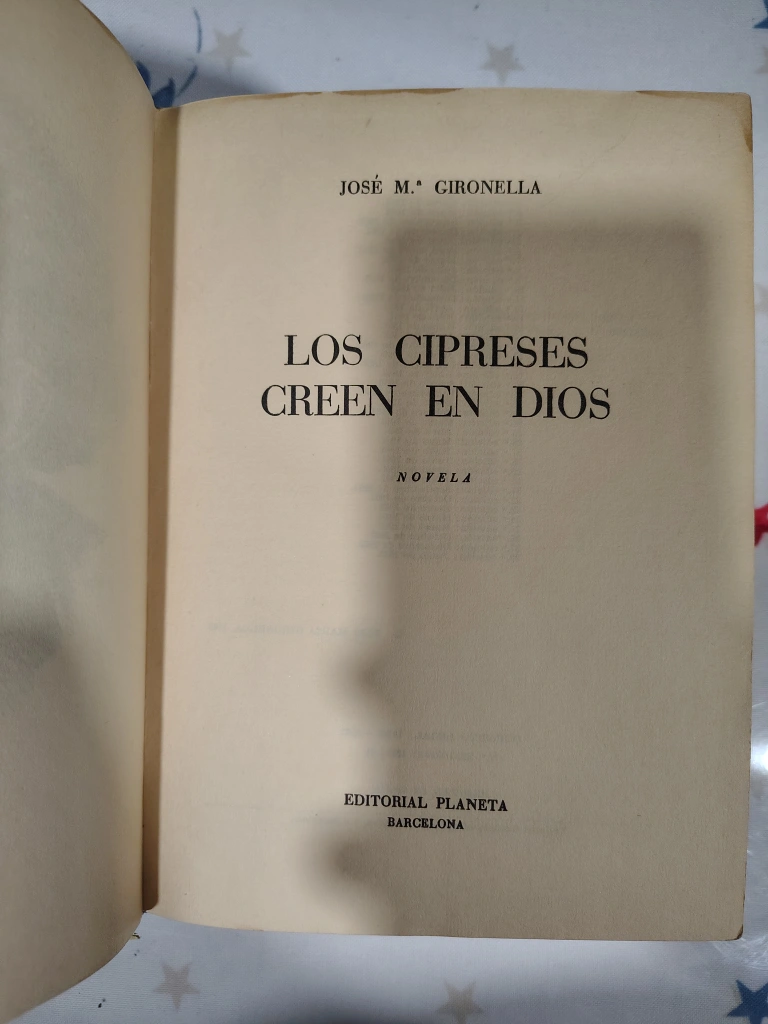 JOSÉ M.ª GIRONELLA
LOS CIPRESES
CREEN EN DIOS
NOVELA
EDITORIAL PLANETA
BARCELONA